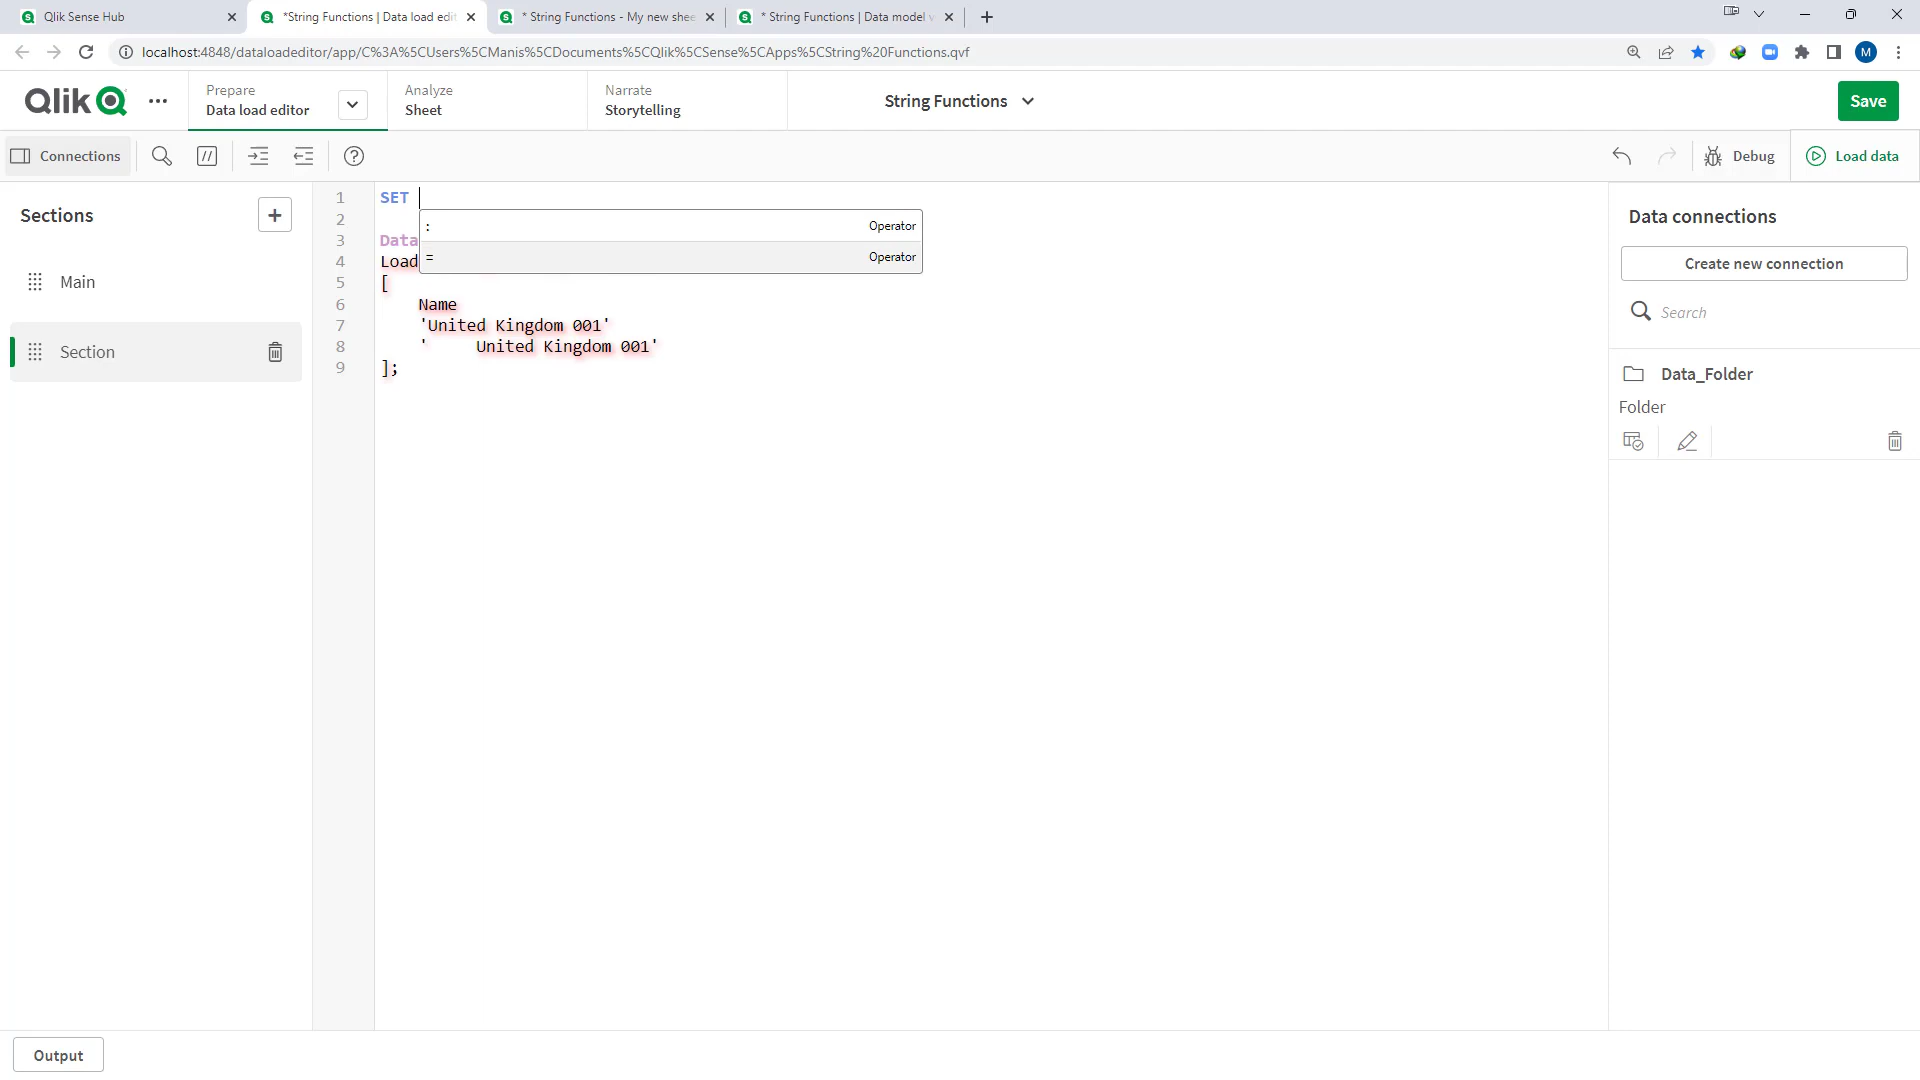 Qlik Sense Hub
*String Functions | Data load edit
* String Functions - My new shee
* String Functions | Data model v
localhost:4848/dataloadeditor/app/C%3A%5CUsers%5CManis%5CDocuments%5CQlik%5CSense%5CApps%5CString%20Functions.qvf
M
Qlik
Prepare
Data load editor
Analyze
Sheet
Narrate
Storytelling
String Functions
Save
Connections
Debug
Load data
Sections
Main
Section
1 SET
: Operator
= Operator
2
3 Data
4 Load
5 [
6 Name
7 'United Kingdom 001'
8 '     United Kingdom 001'
9 ];
Data connections
Create new connection
Search
Data_Folder
Folder
Output